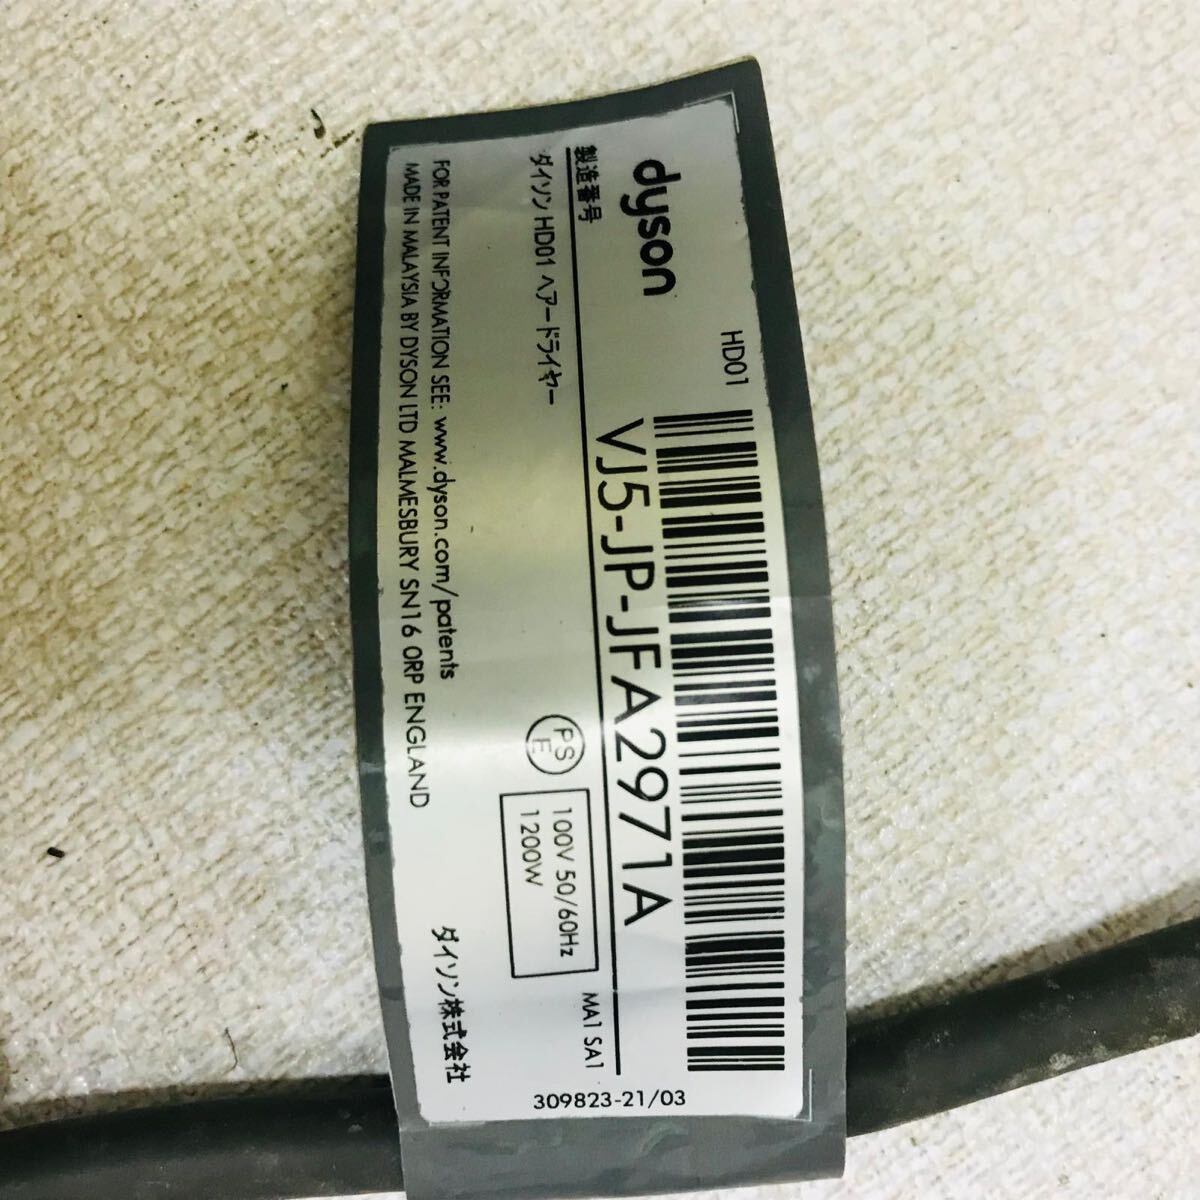 dyson
HD01
製造番号
VJ5-JP-JFA2971A
ダイソン HD01 ヘアードライヤー
PS
E
100V 50/60Hz
1200W
MA1 SA1
FOR PATENT INFORMATION SEE: www.dyson.com/patents
MADE IN MALAYSIA BY DYSON LTD MALMESBURY SN16 0RP ENGLAND
ダイソン株式会社
309823-21/03